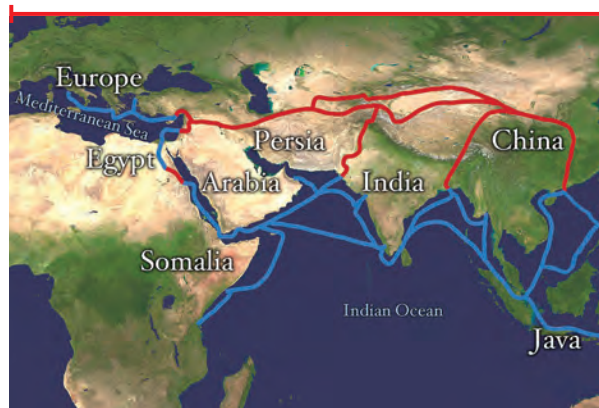 Europe
Mediterranean Sea
Egypt
Persia
China
Arabia
India
Somalia
Indian Ocean
Java